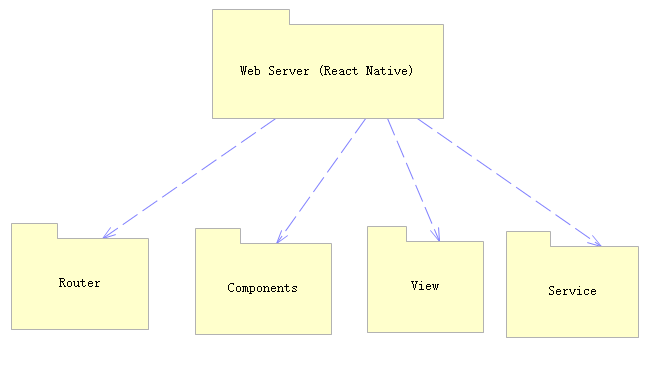 Web Server (React Native)
Router
Components
View
Service